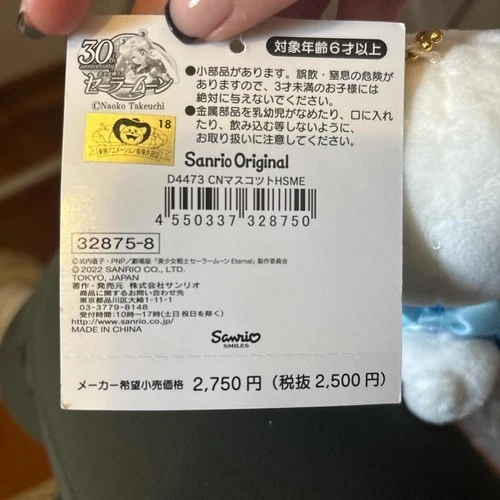 30th
anniversary
セーラームーン
©Naoko Takeuchi
18
東映アニメーション
対象年齢6才以上
●小部品があります。誤飲・窒息の危険が
ありますので、3才未満のお子様には
絶対に与えないでください。
●金属部品を乳幼児がなめたり、口に入れ
たり、飲み込む等しないように、
お取り扱いに注意してください。
Sanrio Original
D4473 CNマスコットHSME
4 550337 328750
32875-8
©武内直子・PNP/劇場版「美少女戦士セーラームーン Eternal」製作委員会
©2022 SANRIO CO., LTD.
TOKYO, JAPAN
著作・発売元 株式会社サンリオ
商品に関するお問い合わせ先
東京都品川区大崎1-11-1
03-3779-8148
受付時間:10時〜17時(土日 祝日を除く)
http://www.sanrio.co.jp/
MADE IN CHINA
Sanrio
SMILES
メーカー希望小売価格 2,750円(税抜2,500円)